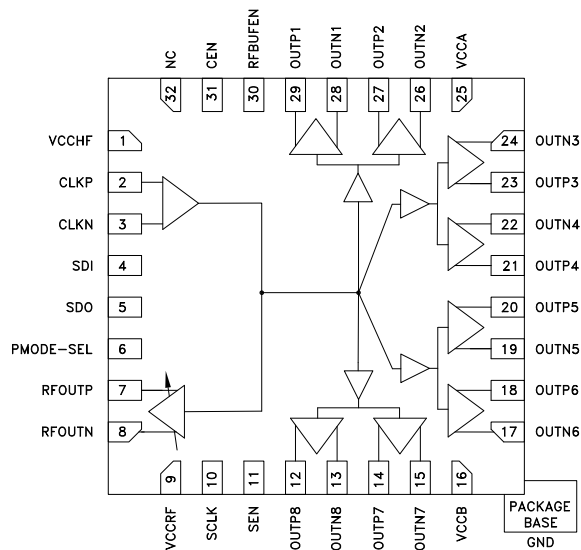 NC
CEN
RFBUFEN
OUTP1
OUTN1
OUTP2
OUTN2
VCCA
32
31
30
29
28
27
26
25
VCCHF
1
CLKP
2
CLKN
3
SDI
4
SDO
5
PMODE-SEL
6
RFOUTP
7
RFOUTN
8
24
OUTN3
23
OUTP3
22
OUTN4
21
OUTP4
20
OUTP5
19
OUTN5
18
OUTP6
17
OUTN6
9
10
11
12
13
14
15
16
VCCRF
SCLK
SEN
OUTP8
OUTN8
OUTP7
OUTN7
VCCB
PACKAGE
BASE
GND